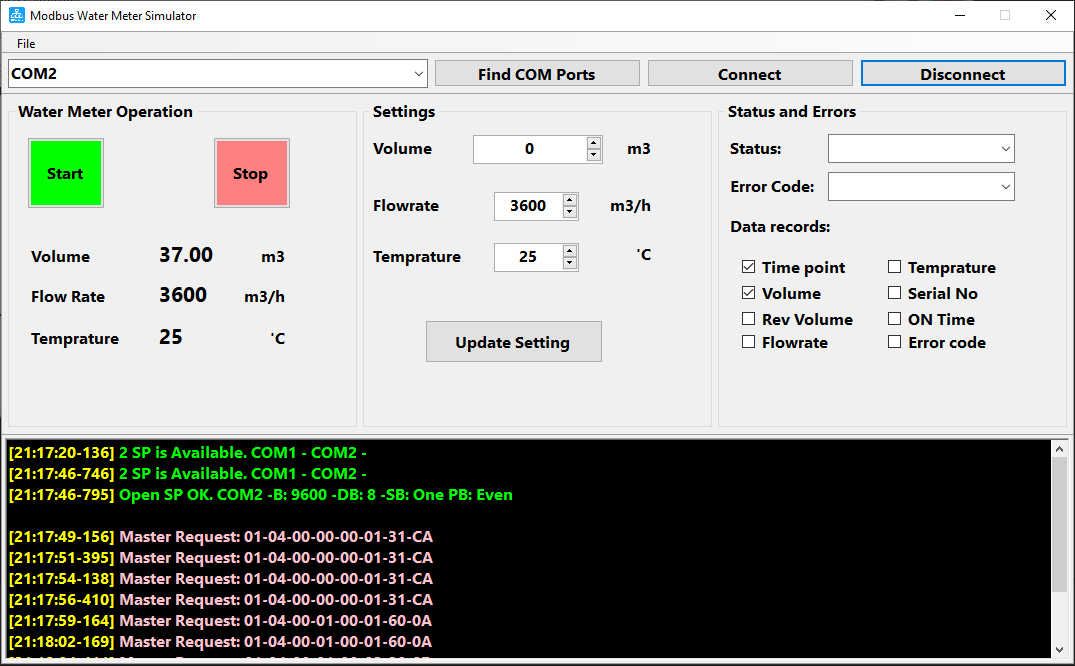 Modbus Water Meter Simulator
File
COM2
Find COM Ports
Connect
Disconnect
Water Meter Operation
Start
Stop
Volume 37.00 m3
Flow Rate 3600 m3/h
Temprature 25 'C
Settings
Volume 0 m3
Flowrate 3600 m3/h
Temprature 25 'C
Update Setting
Status and Errors
Status:
Error Code:
Data records:
Time point Temprature
Volume Serial No
Rev Volume ON Time
Flowrate Error code
[21:17:20-136] 2 SP is Available. COM1 - COM2 -
[21:17:46-746] 2 SP is Available. COM1 - COM2 -
[21:17:46-795] Open SP OK. COM2 -B: 9600 -DB: 8 -SB: One PB: Even
[21:17:49-156] Master Request: 01-04-00-00-00-01-31-CA
[21:17:51-395] Master Request: 01-04-00-00-00-01-31-CA
[21:17:54-138] Master Request: 01-04-00-00-00-01-31-CA
[21:17:56-410] Master Request: 01-04-00-00-00-01-31-CA
[21:17:59-164] Master Request: 01-04-00-01-00-01-60-0A
[21:18:02-169] Master Request: 01-04-00-01-00-01-60-0A